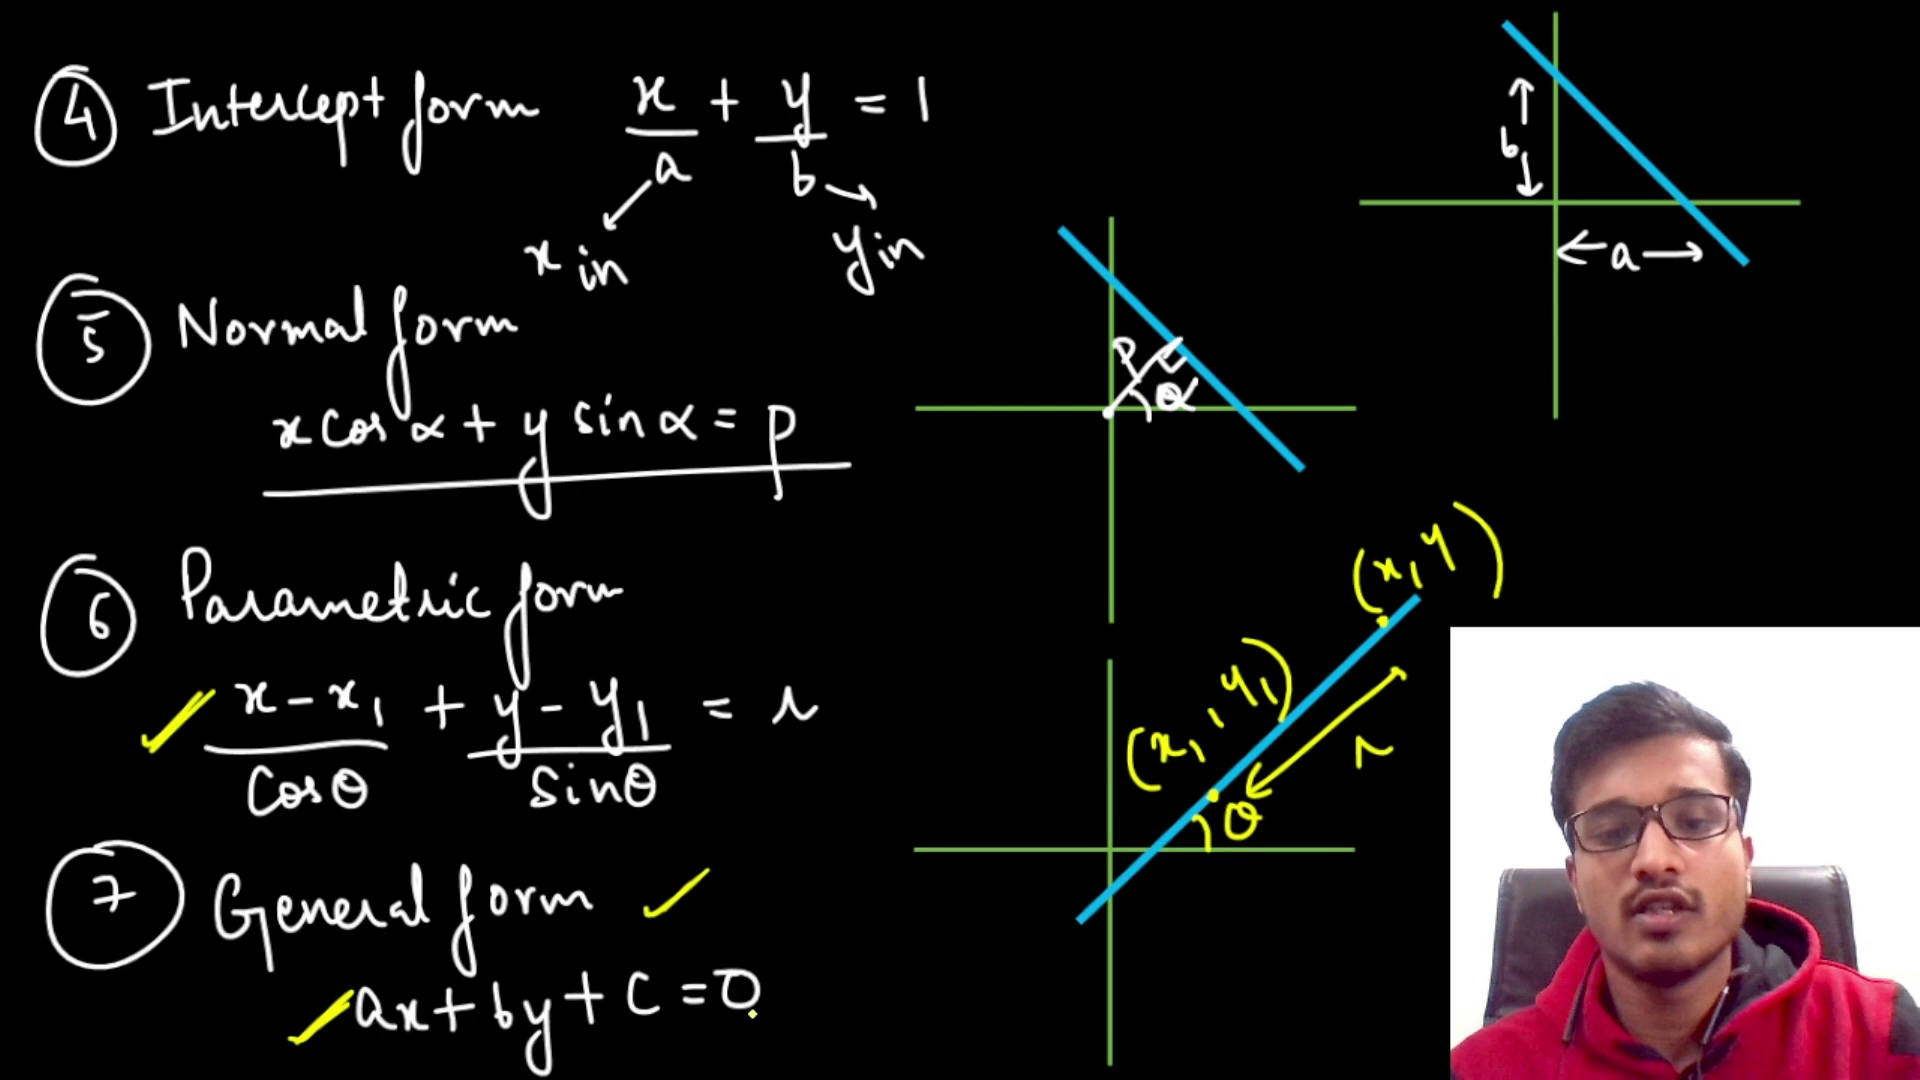 4 Intercept form x/a + y/b = 1
x in y in
5 Normal form
x cos α + y sin α = p
6 Parametric form
x - x₁/cosθ + y - y₁/sinθ = r
7 General form
ax + by + c = 0
b
a
p
α
(x, y)
(x₁, y₁)
r
θ